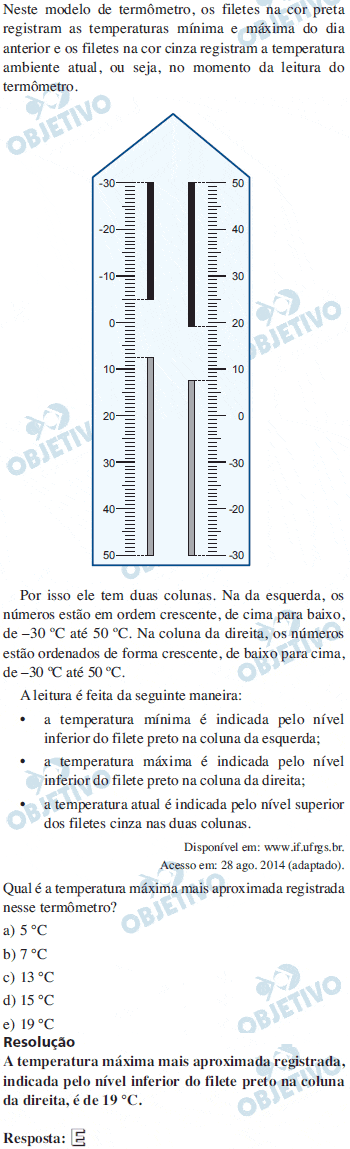 Neste modelo de termômetro, os filetes na cor preta
registram as temperaturas mínima e máxima do dia
anterior e os filetes na cor cinza registram a temperatura
ambiente atual, ou seja, no momento da leitura do
termômetro.
OBJETIVO
-30 50
-20 40
-10 30
0 20
OBJETIVO
10 10
20 0
OBJETIVO
30 -30
40 -20
50 -30
Por isso ele tem duas colunas. Na da esquerda, os
números estão em ordem crescente, de cima para baixo,
de –30 ºC até 50 ºC. Na coluna da direita, os números
estão ordenados de forma crescente, de baixo para cima,
de –30 ºC até 50 ºC.
A leitura é feita da seguinte maneira:
• a temperatura mínima é indicada pelo nível
inferior do filete preto na coluna da esquerda;
• a temperatura máxima é indicada pelo nível
inferior do filete preto na coluna da direita;
• a temperatura atual é indicada pelo nível superior
dos filetes cinza nas duas colunas.
Disponível em: www.if.ufrgs.br.
Acesso em: 28 ago. 2014 (adaptado).
Qual é a temperatura máxima mais aproximada registrada
nesse termômetro?
a) 5 °C
b) 7 °C
c) 13 °C
d) 15 °C
e) 19 °C
OBJETIVO
OBJETIVO
Resolução
A temperatura máxima mais aproximada registrada,
indicada pelo nível inferior do filete preto na coluna
da direita, é de 19 °C.
Resposta: E